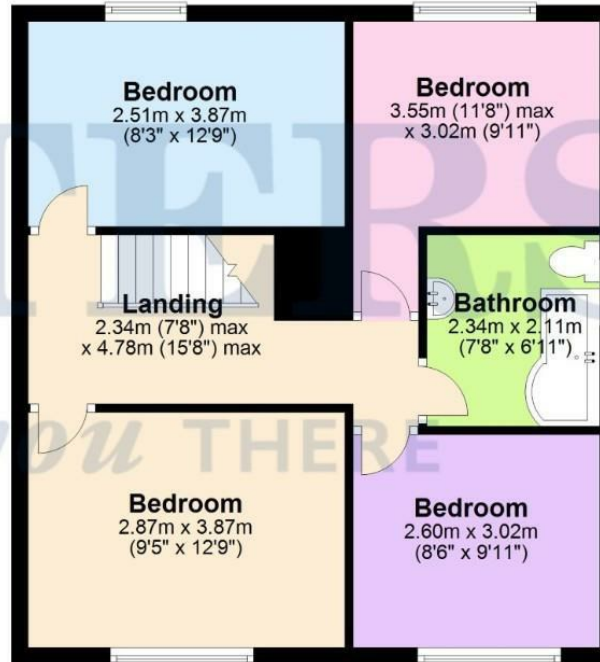 Bedroom
2.51m x 3.87m
(8'3" x 12'9")
Bedroom
3.55m (11'8") max
x 3.02m (9'11")
Landing
2.34m (7'8") max
x 4.78m (15'8") max
Bathroom
2.34m x 2.11m
(7'8" x 6'11")
Bedroom
2.87m x 3.87m
(9'5" x 12'9")
Bedroom
2.60m x 3.02m
(8'6" x 9'11")
TERS
you THERE